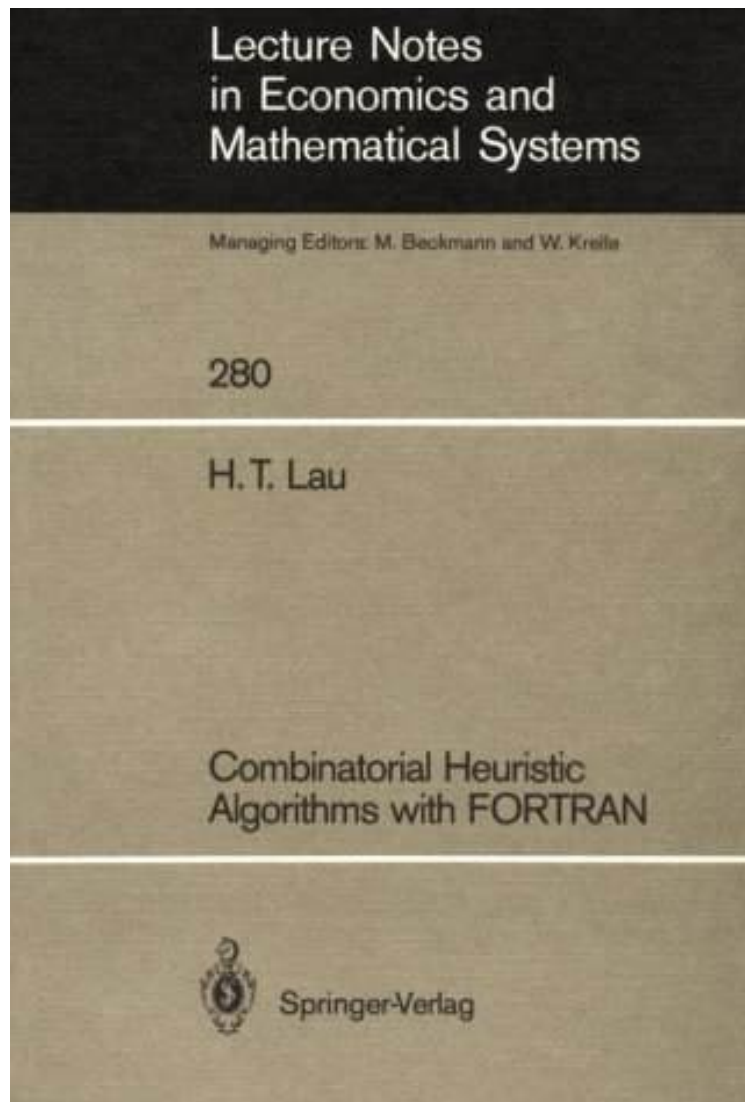 Lecture Notes
in Economics and
Mathematical Systems
Managing Editors: M. Beckmann and W. Krelle
280
H.T. Lau
Combinatorial Heuristic
Algorithms with FORTRAN
Springer-Verlag